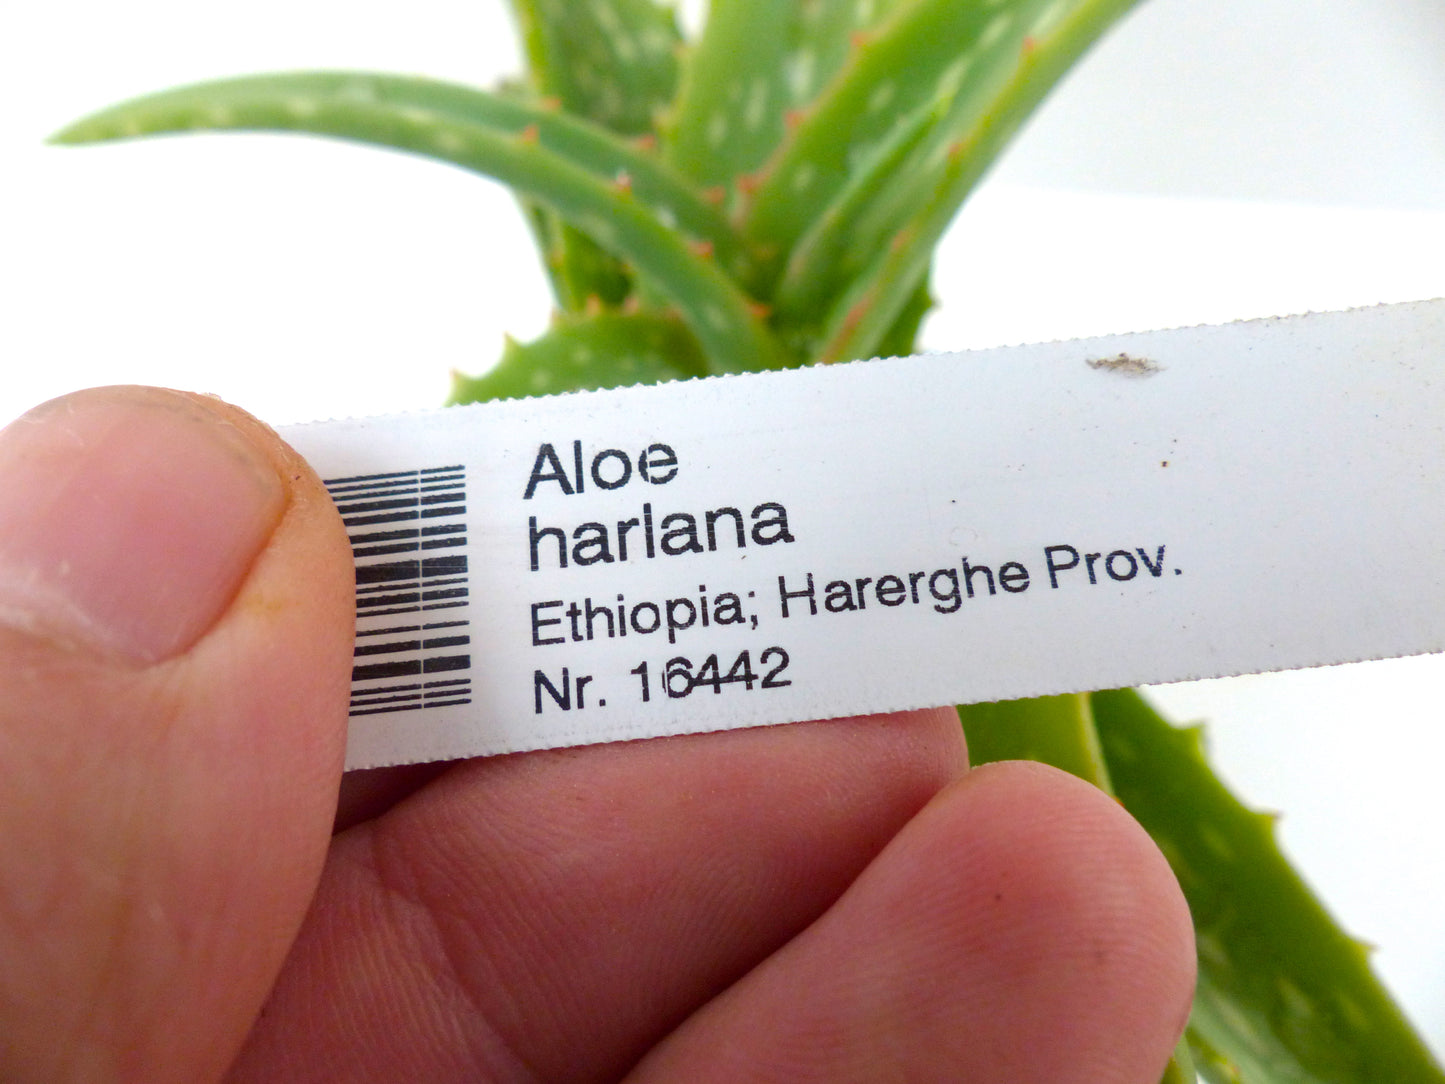 Aloe
harlana
Ethiopia; Harerghe Prov.
Nr. 16442